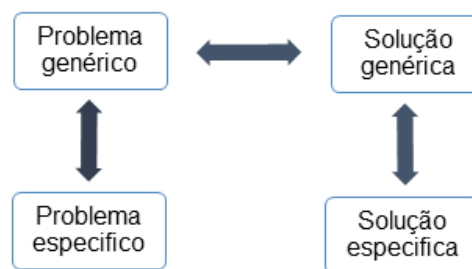 Problema
genérico
Solução
genérica
Problema
especifico
Solução
especifica